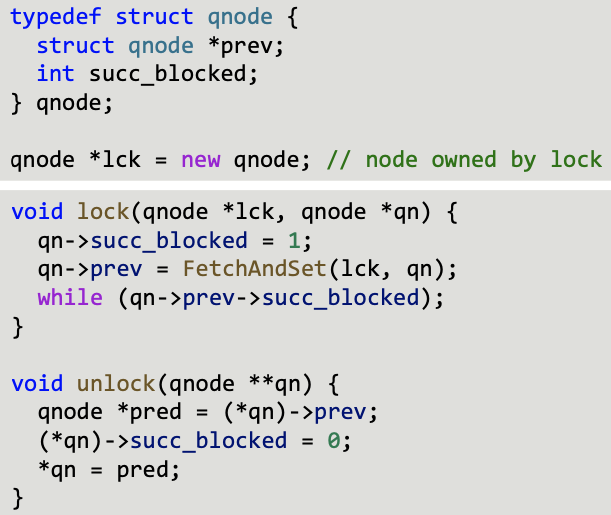 typedef struct qnode {
  struct qnode *prev;
  int succ_blocked;
} qnode;

qnode *lck = new qnode; // node owned by lock
void lock(qnode *lck, qnode *qn) {
  qn->succ_blocked = 1;
  qn->prev = FetchAndSet(lck, qn);
  while (qn->prev->succ_blocked);
}

void unlock(qnode **qn) {
  qnode *pred = (*qn)->prev;
  (*qn)->succ_blocked = 0;
  *qn = pred;
}